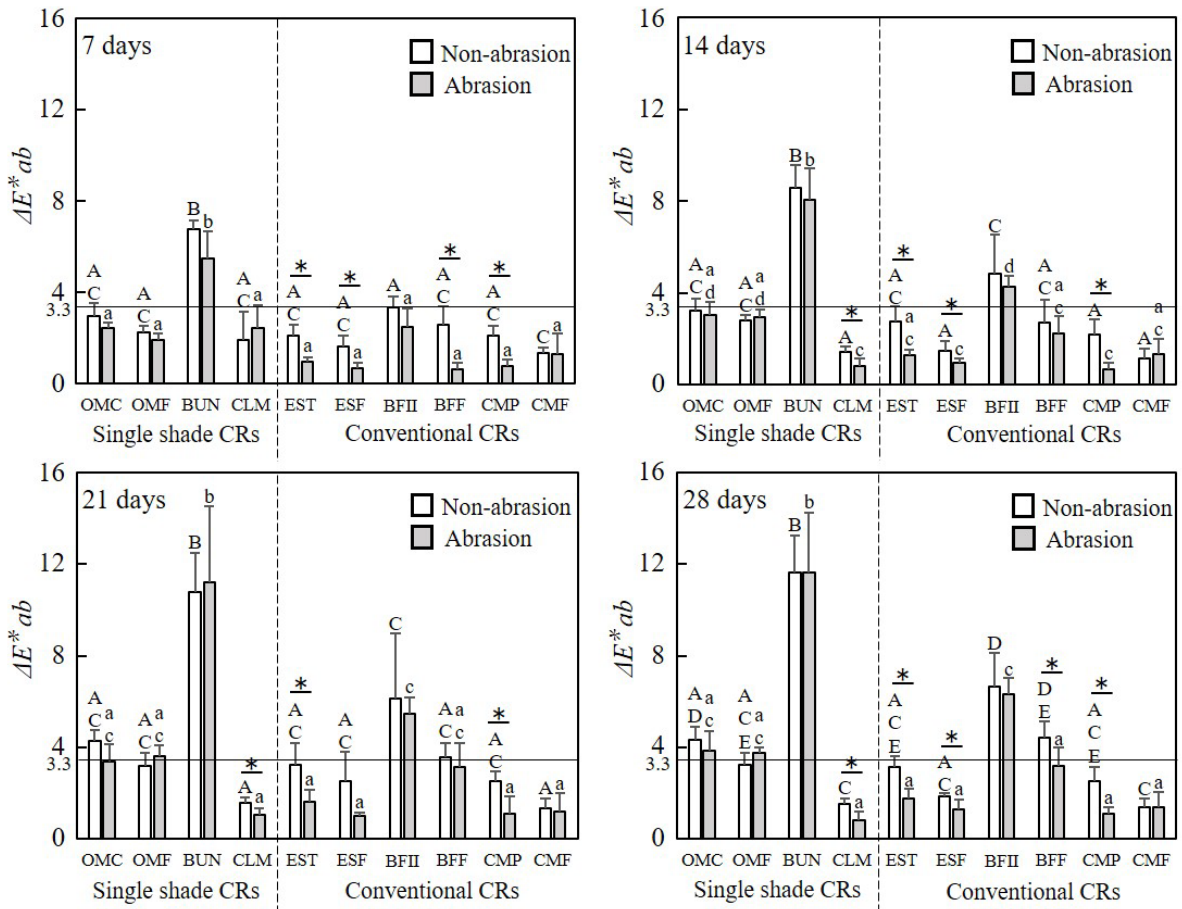 16
7 days
Non-abrasion
Abrasion
12
ΔE*ab
8
B b
* * * *
A A A A A A A A
4
C C a C C C C
3.3
a a a a a a a C a
0
OMC OMF BUN CLM EST ESF BFII BFF CMP CMF
Single shade CRs Conventional CRs
16
14 days
Non-abrasion
Abrasion
12
ΔE*ab
8
B b
* * * *
A a A a A C d A A a
4
C d C d A c C c A c C a A c A c
3.3
0
OMC OMF BUN CLM EST ESF BFII BFF CMP CMF
Single shade CRs Conventional CRs
16
21 days
Non-abrasion
Abrasion
12
ΔE*ab
8
B b
* * *
A a A a A A C c A a A
4
C c C c A a C a C a C c C a A a
3.3
0
OMC OMF BUN CLM EST ESF BFII BFF CMP CMF
Single shade CRs Conventional CRs
16
28 days
Non-abrasion
Abrasion
12
ΔE*ab
8
B b
* * * * *
A a A A A D c D A
D c C a C a C C a E a C C a
4
E c E a E a
3.3
0
OMC OMF BUN CLM EST ESF BFII BFF CMP CMF
Single shade CRs Conventional CRs